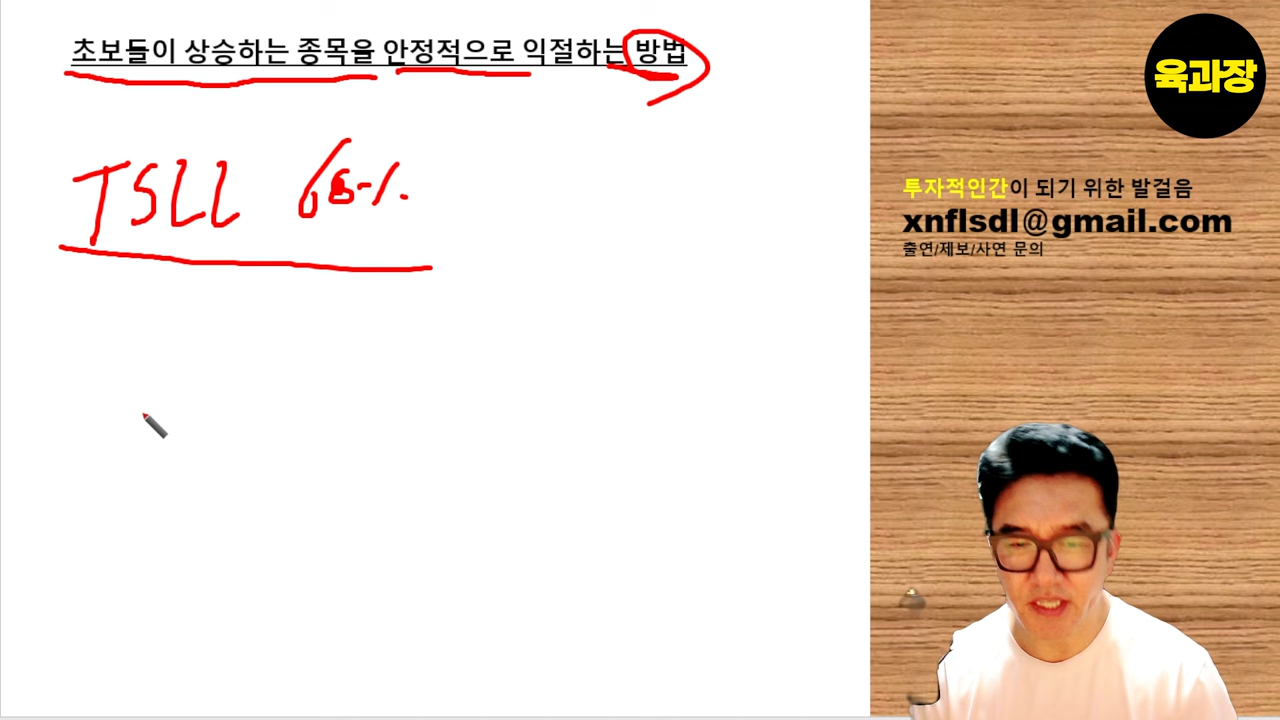 초보들이 상승하는 종목을 안정적으로 익절하는 방법
TSLL 66%
육과장
투자적인간이 되기 위한 발걸음
xnflsdl@gmail.com
출연/제보/사연 문의